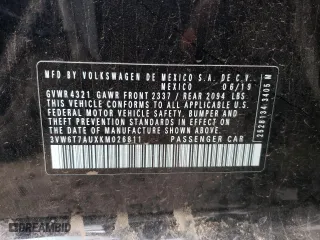 MFD. BY VOLKSWAGEN DE MEXICO S.A. DE C.V.
MEXICO 06/19
GVWR 4321 GAWR FRONT 2337 / REAR 2094 LBS
THIS VEHICLE CONFORMS TO ALL APPLICABLE U.S.
FEDERAL MOTOR VEHICLE SAFETY, BUMPER AND
THEFT PREVENTION STANDARDS IN EFFECT ON THE
DATE OF MANUFACTURE SHOWN ABOVE.
3VW6T7AUXKM026811 PASSENGER CAR